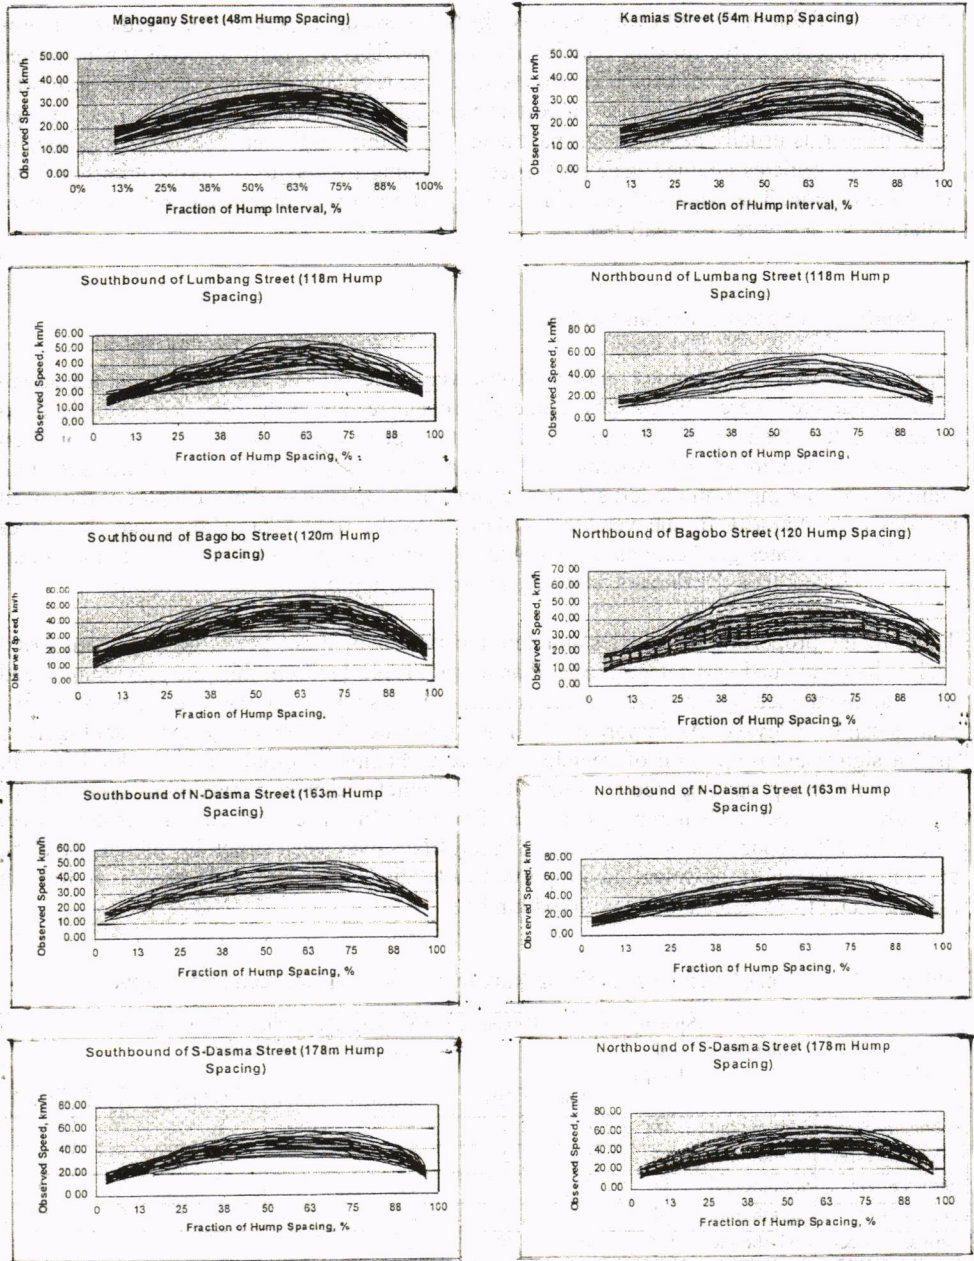 Mahogany Street (48m Hump Spacing)
Observed Speed, km/h
50.00
40.00
30.00
20.00
10.00
0.00
0% 13% 25% 38% 48% 63% 75% 88% 100%
Fraction of Hump Interval, %
Kamias Street (54m Hump Spacing)
Observed Speed, km/h
50.00
40.00
30.00
20.00
10.00
0.00
0 13 25 38 50 63 75 88 100
Fraction of Hump Interval, %
Southbound of Lumbang Street (118m Hump
Spacing)
Observed Speed, km/h
60.00
50.00
40.00
30.00
20.00
10.00
0.00
0 13 25 38 50 63 75 88 100
Fraction of Hump Spacing, %
Northbound of Lumbang Street (118m Hump
Spacing)
Observed Speed, km/h
80.00
60.00
40.00
20.00
0.00
0 13 25 38 50 63 75 88 100
Fraction of Hump Spacing,
Southbound of Bagobo Street (120m Hump
Spacing)
Observed Speed, km/h
60.00
50.00
40.00
30.00
20.00
10.00
0.00
0 13 25 38 50 63 75 88 100
Fraction of Hump Spacing,
Northbound of Bagobo Street (120 Hump Spacing)
Observed Speed, km/h
70.00
60.00
50.00
40.00
30.00
20.00
10.00
0.00
0 13 25 38 50 63 75 88 100
Fraction of Hump Spacing, %
Southbound of N-Dasma Street (163m Hump
Spacing)
Observed Speed, km/h
60.00
50.00
40.00
30.00
20.00
10.00
0.00
0 13 25 38 50 63 75 88 100
Fraction of Hump Spacing, %
Northbound of N-Dasma Street (163m Hump
Spacing)
Observed Speed, km/h
80.00
60.00
40.00
20.00
0.00
0 13 25 38 50 63 75 88 100
Fraction of Hump Spacing, %
Southbound of S-Dasma Street (178m Hump
Spacing)
Observed Speed, km/h
80.00
60.00
40.00
20.00
0.00
0 13 25 38 50 63 75 88 100
Fraction of Hump Spacing, %
Northbound of S-Dasma Street (178m Hump
Spacing)
Observed Speed, km/h
80.00
60.00
40.00
20.00
0.00
0 13 25 38 50 63 75 88 100
Fraction of Hump Spacing, %